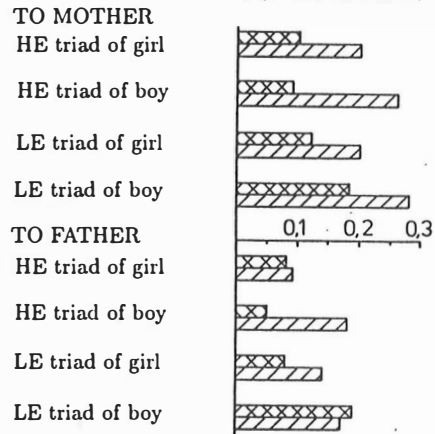 TO MOTHER
HE triad of girl
HE triad of boy
LE triad of girl
LE triad of boy
0,1 0,2 0,3
TO FATHER
HE triad of girl
HE triad of boy
LE triad of girl
LE triad of boy